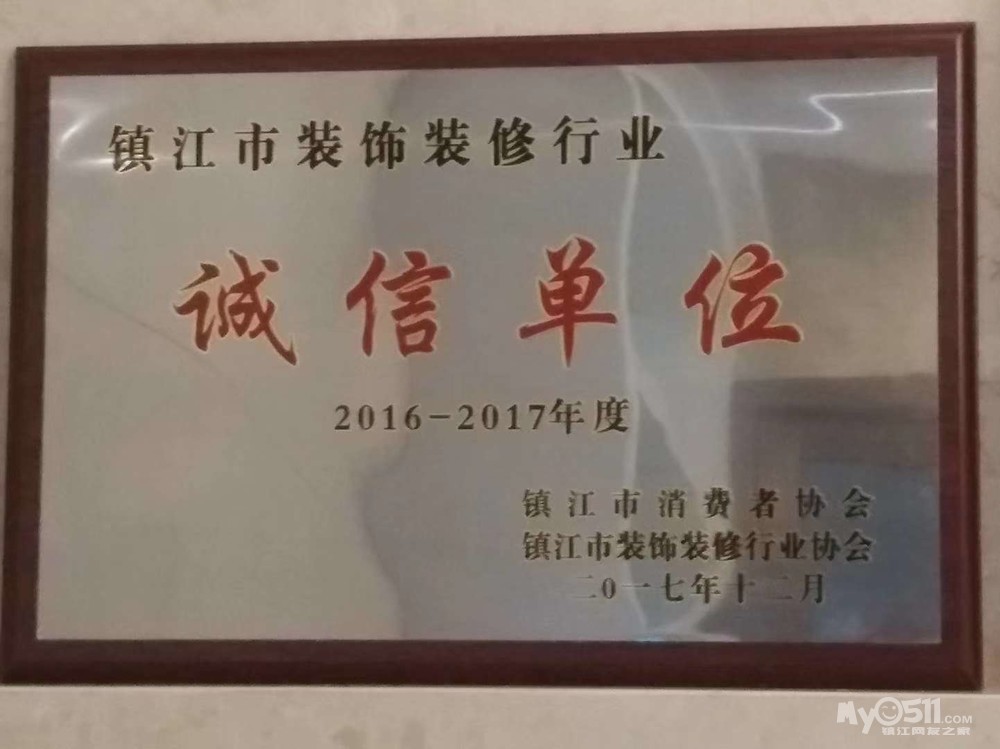 镇江市装饰装修行业
诚信单位
2016-2017年度
镇江市消费者协会
镇江市装饰装修行业协会
二0一七年十二月
My0511.COM
镇江网友之家